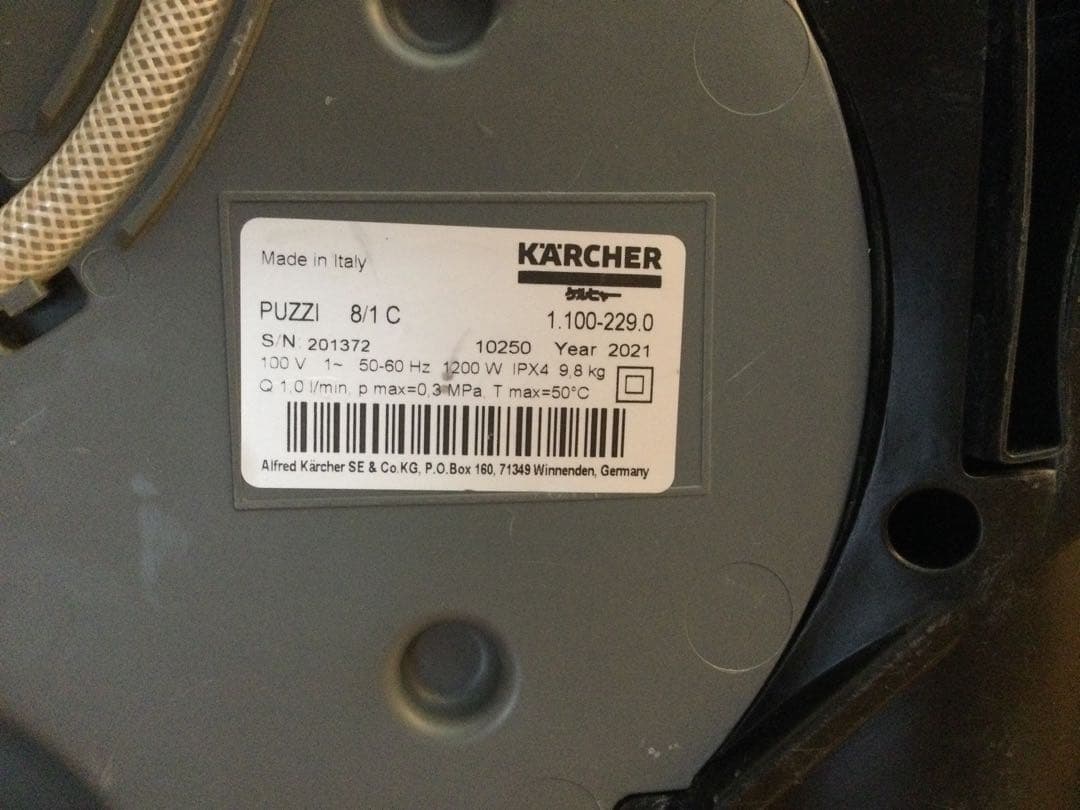 Made in Italy
KÄRCHER
ケルヒャー
PUZZI 8/1 C
1.100-229.0
S/N 201372 10250 Year 2021
100 V 1~ 50-60 Hz 1200 W IPX4 9,8 kg
Q 1.0 l/min, p max=0,3 MPa, T max=50°C
Alfred Kärcher SE & Co.KG, P.O.Box 160, 71349 Winnenden, Germany